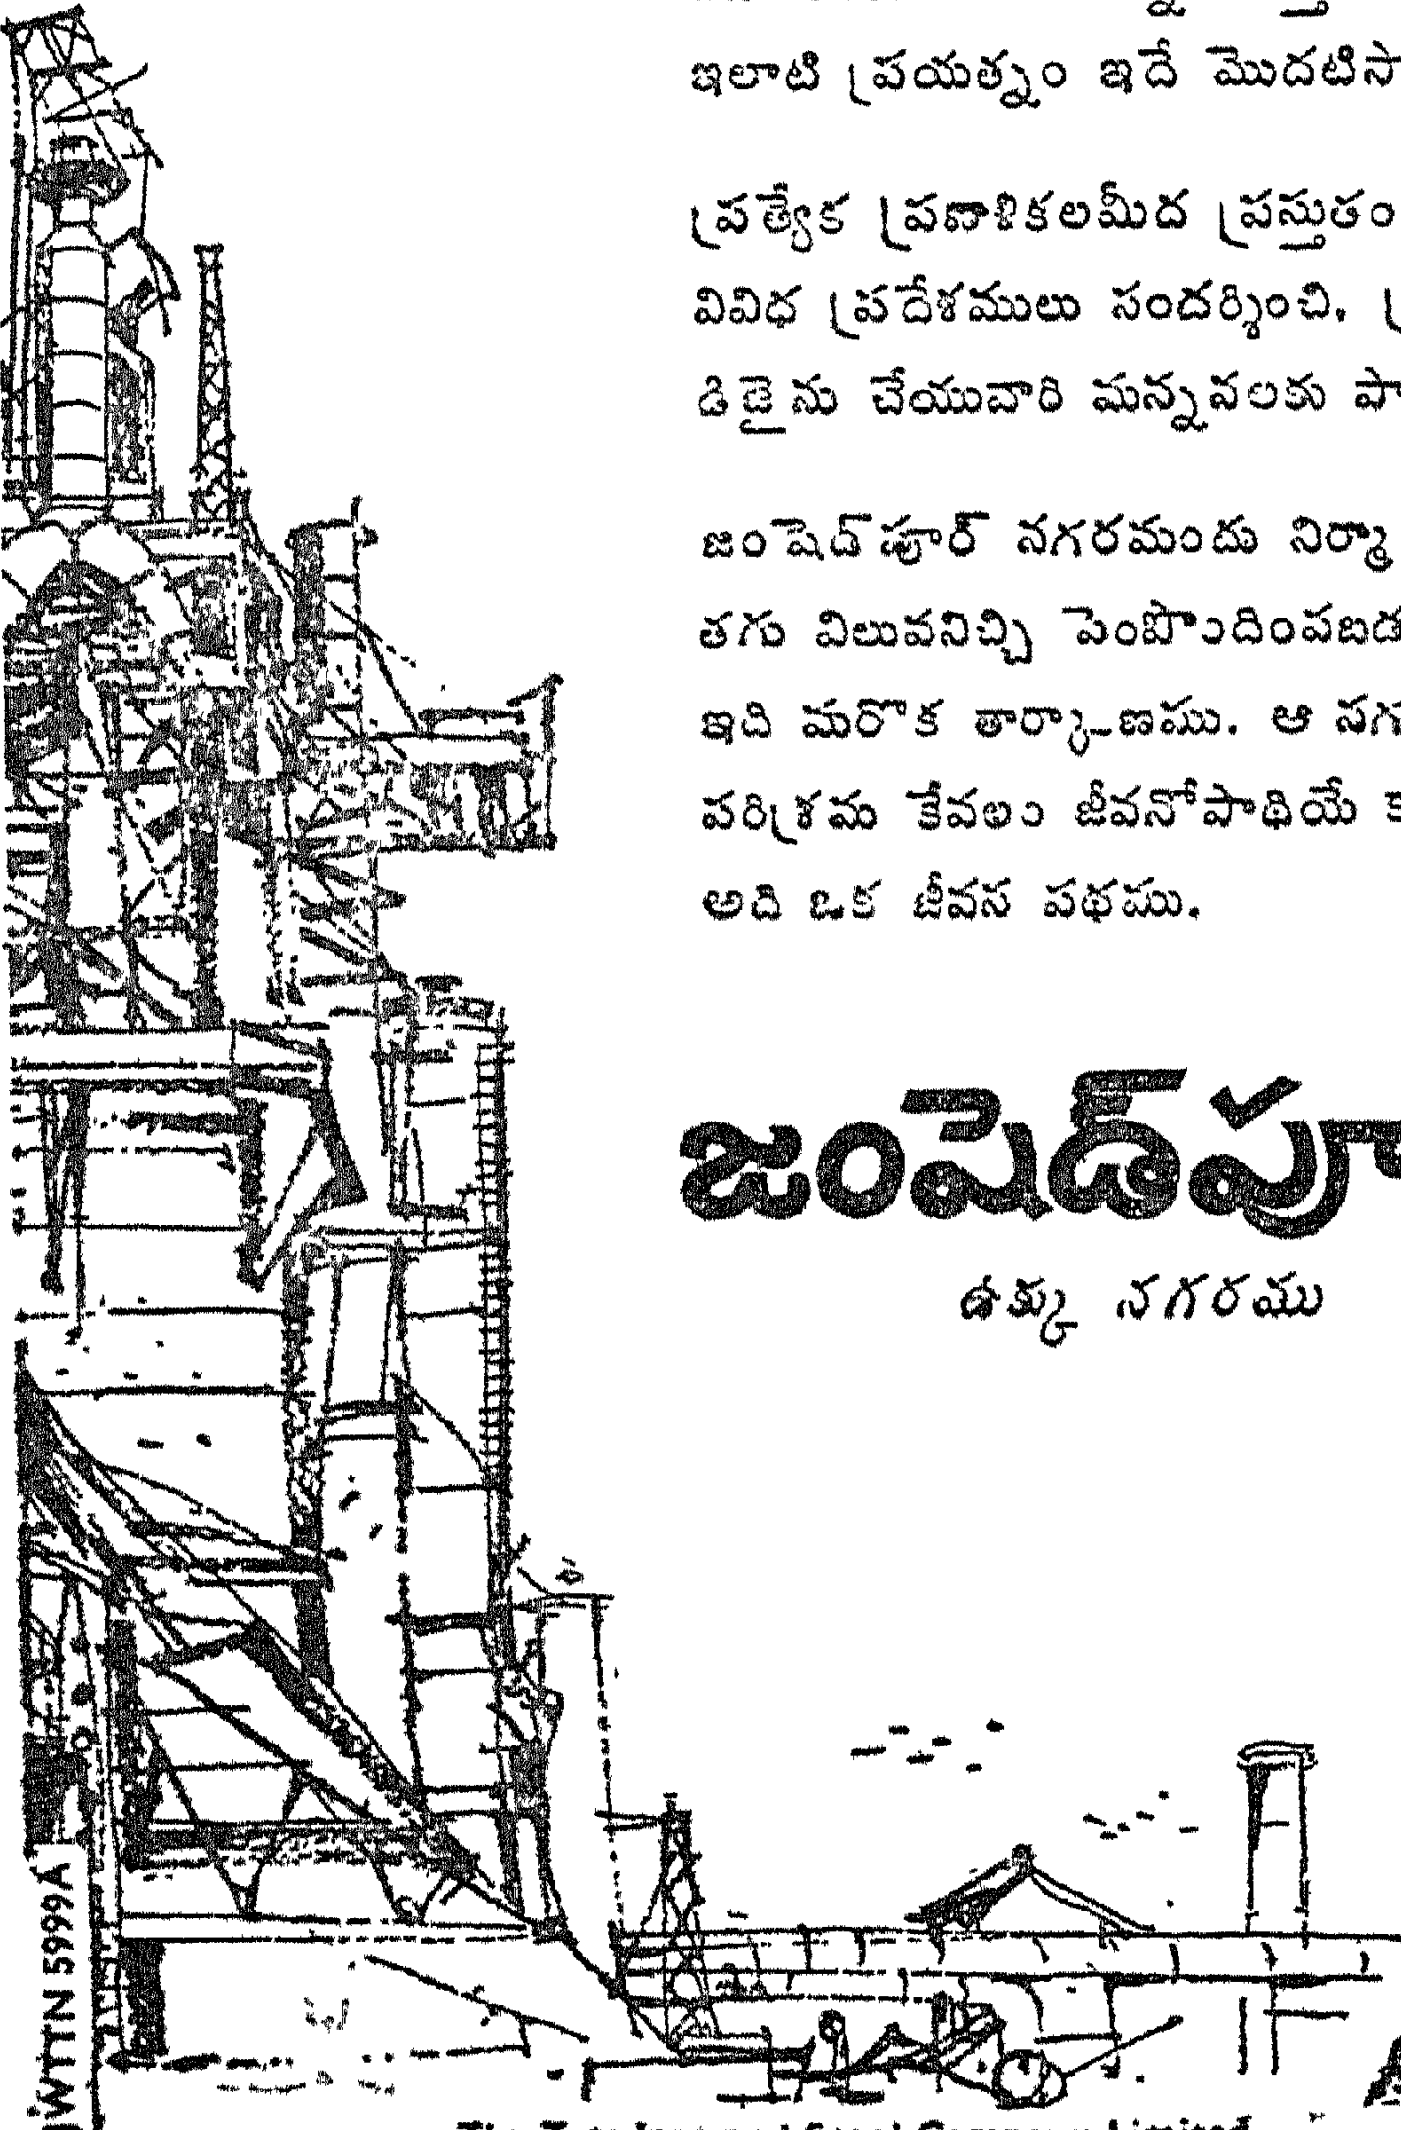 ఇలాటి ప్రయత్నం ఇదే మొదటిసా
ప్రత్యేక ప్రణాళికలమీద ప్రస్తుతం
వివిధ ప్రదేశములు సందర్శించి.
డిజైను చేయువారి మన్నవలకు పా
జంషెడ్‌పూర్ నగరమందు నిర్మా
తగు విలువనిచ్చి పెంపొందింపబడు
ఇది మరొక తార్కాణము. ఆ నగ
పరిశ్రమ కేవలం జీవనోపాథియే క
అది ఒక జీవన పథము.
జంషెడ్‌పూ
ఉక్కు నగరము
IWTTN 5999A